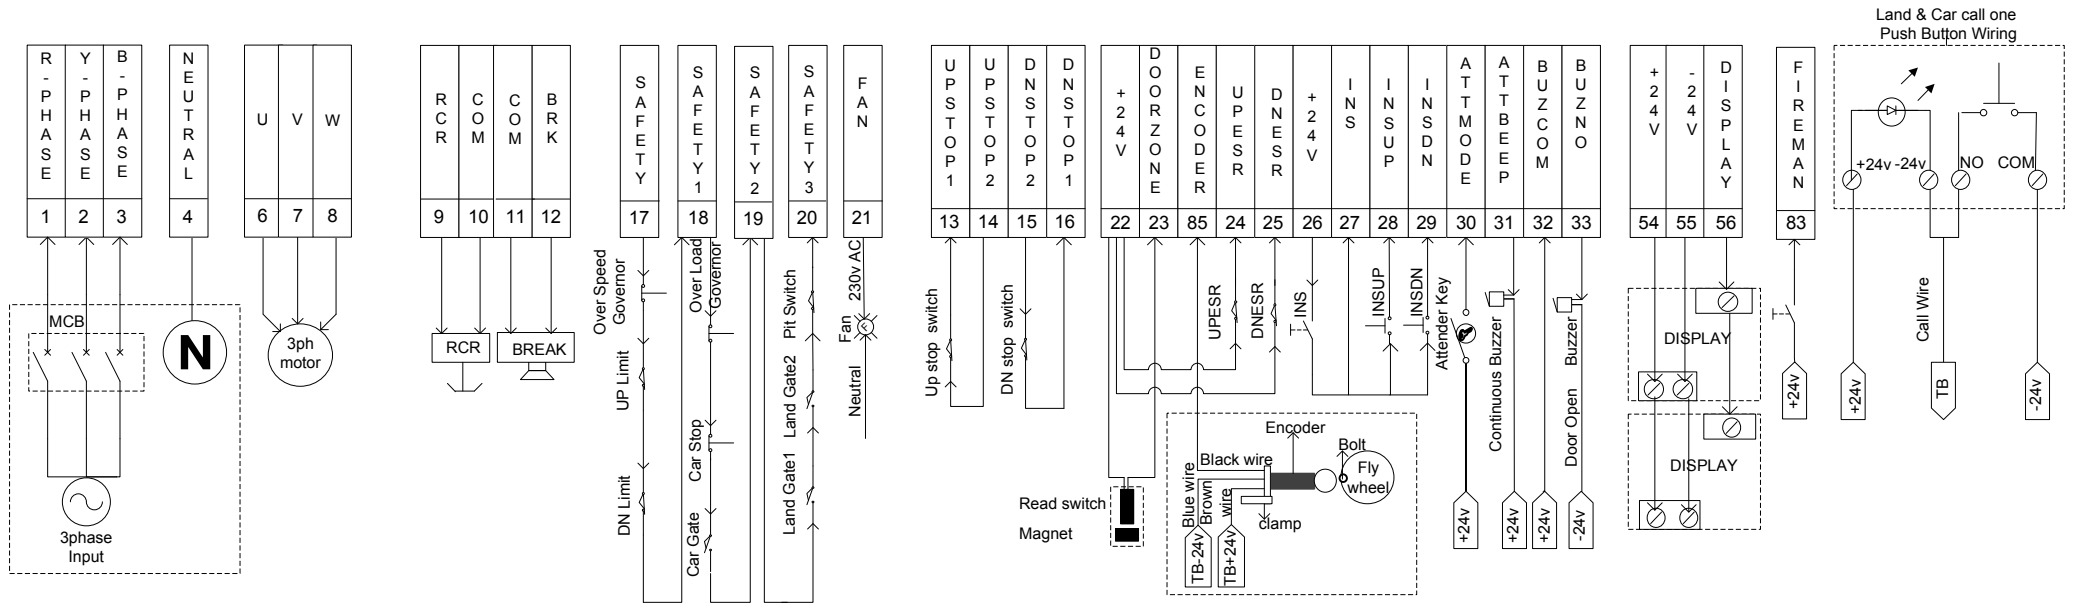 Land & Car call one
Push Button Wiring
R-PHASE
Y-PHASE
B-PHASE
NEUTRAL
U
V
W
RCR
COM
COM
BRK
SAFETY
SAFETY1
SAFETY2
SAFETY3
FAN
UPSTOP1
UPSTOP2
DNSTOP2
DNSTOP1
+24V
DOORZONE
ENCODER
UPESR
DNESR
+24V
INS
INSUP
INSDN
ATTMODE
ATTBEEP
BUZCOM
BUZNO
+24V
-24V
DISPLAY
FIREMAN
+24v -24v
NO COM
1
2
3
4
6
7
8
9
10
11
12
17
18
19
20
21
13
14
15
16
22
23
85
24
25
26
27
28
29
30
31
32
33
54
55
56
83
MCB
N
3phase
Input
3ph
motor
RCR
BREAK
Over Speed
Governor
UP Limit
DN Limit
Over Load
Governor
Car Stop
Car Gate
Pit Switch
Land Gate2
Land Gate1
230v AC
Fan
F
Neutral
Up stop switch
DN stop switch
UPESR
DNESR
INS
INSUP
INSDN
Attender Key
Continuous Buzzer
Door Open Buzzer
Read switch
Magnet
Encoder
Bolt
Black wire
Fly
wheel
Blue wire
Brown
wire
clamp
TB-24v
TB+24v
+24v
+24v
+24v
-24v
DISPLAY
DISPLAY
+24v
+24v
Call Wire
TB
-24v